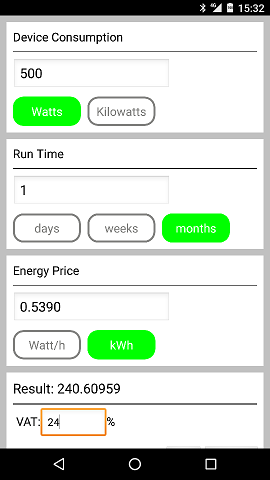 15:32
Device Consumption
500
Watts Kilowatts
Run Time
1
days weeks months
Energy Price
0.5390
Watt/h kWh
Result: 240.60959
VAT: 24 %